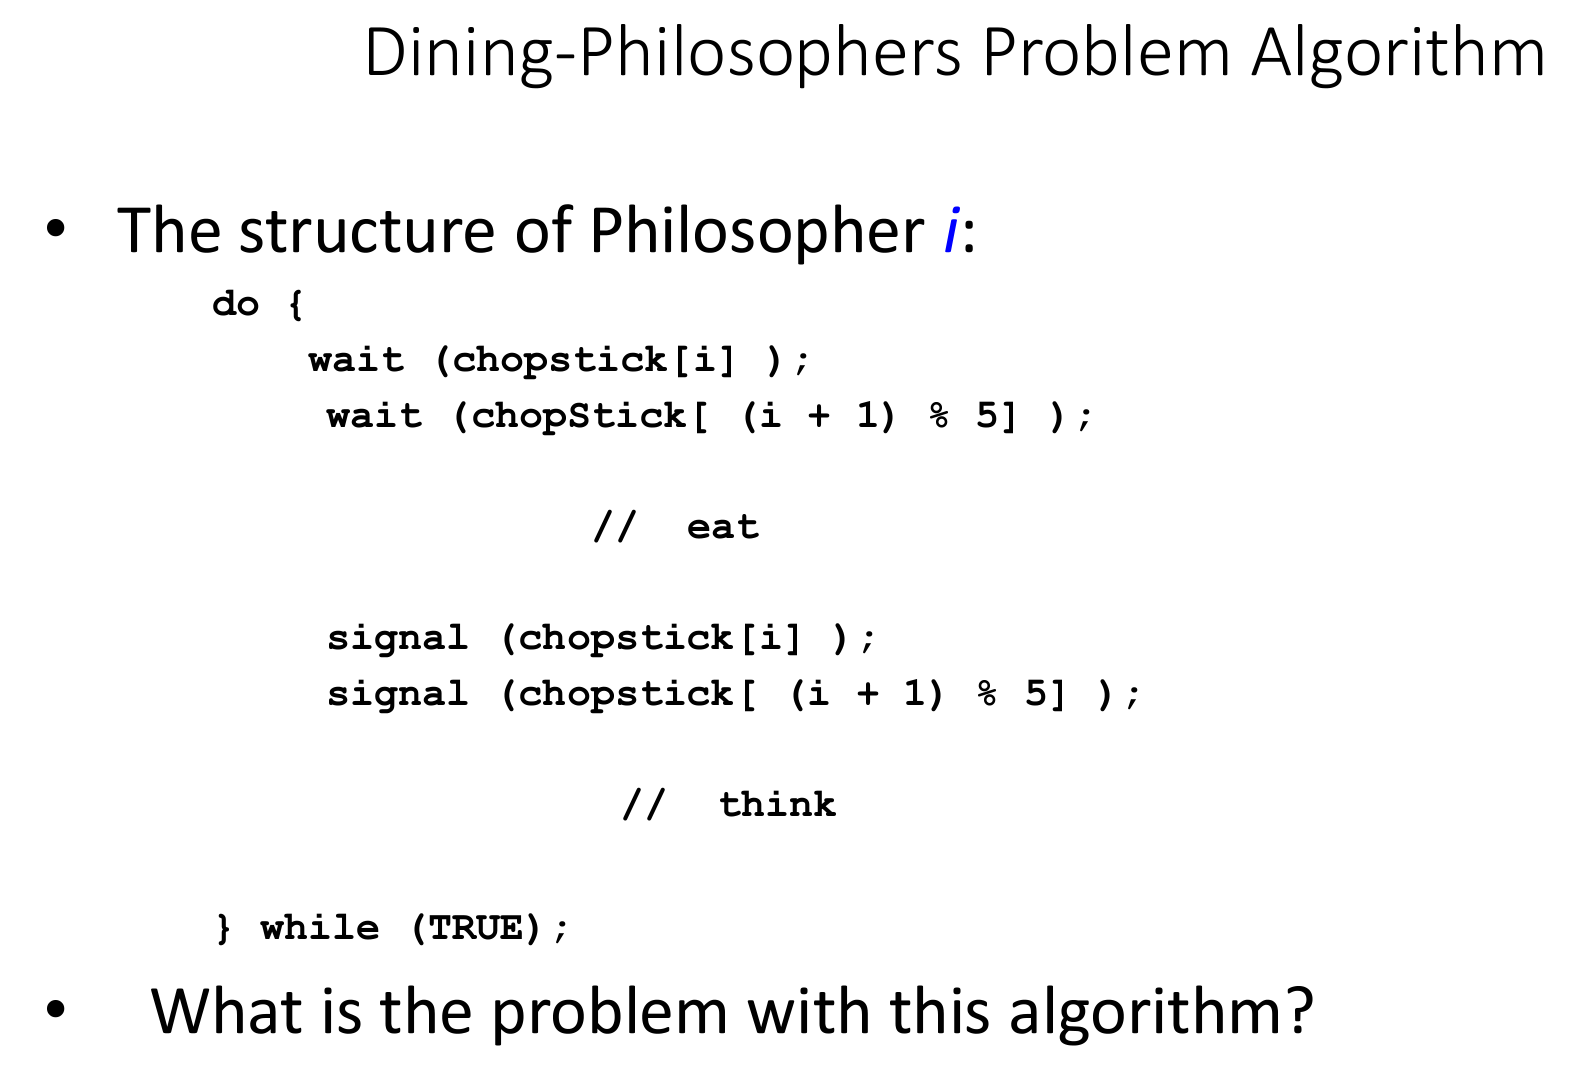 Dining-Philosophers Problem Algorithm
• The structure of Philosopher i:
do {
wait (chopstick[i] );
wait (chopStick[ (i + 1) % 5] );
// eat
signal (chopstick[i] );
signal (chopstick[ (i + 1) % 5] );
// think
} while (TRUE);
• What is the problem with this algorithm?